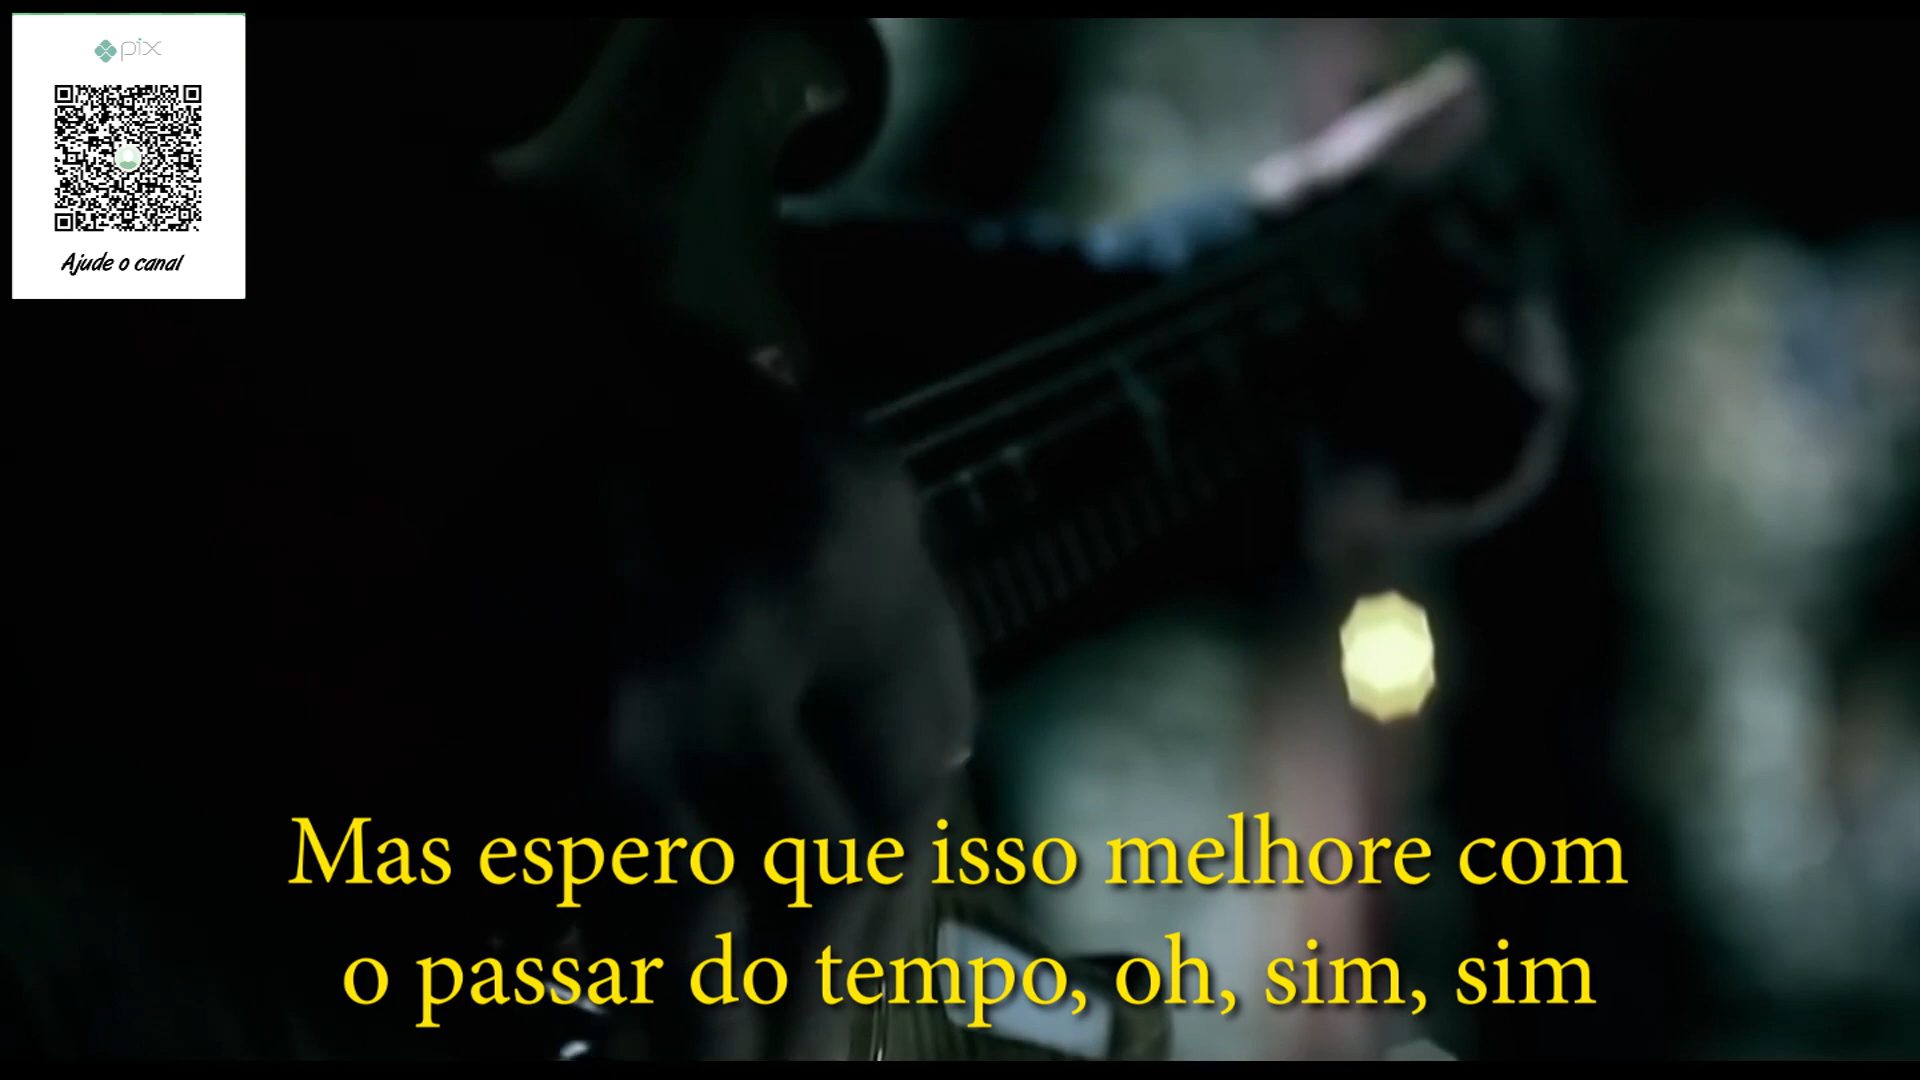 pix
Ajude o canal
Mas espero que isso melhore com
o passar do tempo, oh, sim, sim